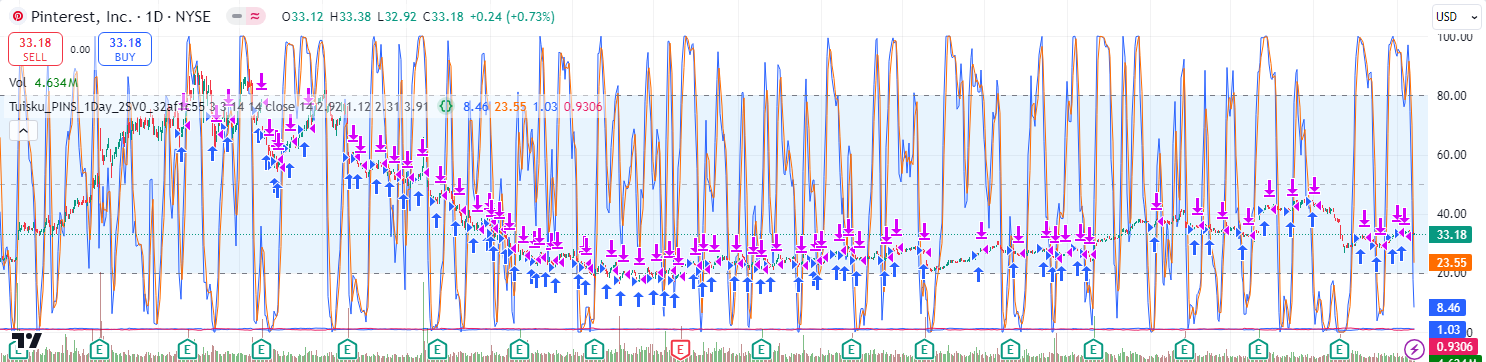 Pinterest, Inc. · 1D · NYSE O33.12 H33.38 L32.92 C33.18 +0.24 (+0.73%)
USD
100.00
33.18 0.00 33.18
SELL BUY
Vol 4.634M
80.00
Tuisku_PINS_1Day_2SV0_32af1c55 3 3 14 14 close 14 2.92 1.12 2.31 3.91 8.46 23.55 1.03 0.9306
60.00
40.00
33.18
23.55
20.00
8.46
1.03
0.9306
E E E E E E E E E E E E E E E E